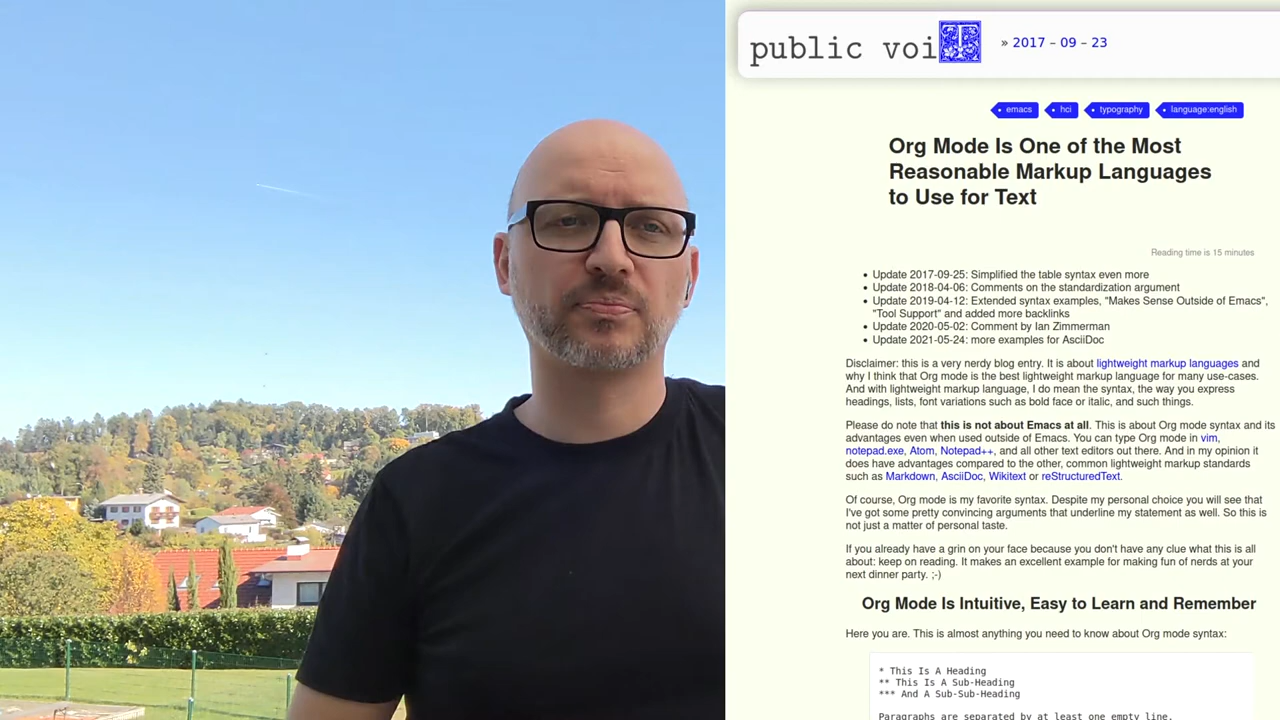 public voiT
» 2017 – 09 – 23
• emacs • hci • typography • language:english
Org Mode Is One of the Most
Reasonable Markup Languages
to Use for Text
Reading time is 15 minutes
• Update 2017-09-25: Simplified the table syntax even more
• Update 2018-04-06: Comments on the standardization argument
• Update 2019-04-12: Extended syntax examples, "Makes Sense Outside of Emacs",
"Tool Support" and added more backlinks
• Update 2020-05-02: Comment by Ian Zimmerman
• Update 2021-05-24: more examples for AsciiDoc
Disclaimer: this is a very nerdy blog entry. It is about lightweight markup languages and
why I think that Org mode is the best lightweight markup language for many use-cases.
And with lightweight markup language, I do mean the syntax, the way you express
headings, lists, font variations such as bold face or italic, and such things.
Please do note that this is not about Emacs at all. This is about Org mode syntax and its
advantages even when used outside of Emacs. You can type Org mode in vim,
notepad.exe, Atom, Notepad++, and all other text editors out there. And in my opinion it
does have advantages compared to the other, common lightweight markup standards
such as Markdown, AsciiDoc, Wikitext or reStructuredText.
Of course, Org mode is my favorite syntax. Despite my personal choice you will see that
I've got some pretty convincing arguments that underline my statement as well. So this is
not just a matter of personal taste.
If you already have a grin on your face because you don't have any clue what this is all
about: keep on reading. It makes an excellent example for making fun of nerds at your
next dinner party. ;-)
Org Mode Is Intuitive, Easy to Learn and Remember
Here you are. This is almost anything you need to know about Org mode syntax:
* This Is A Heading
** This Is A Sub-Heading
*** And A Sub-Sub-Heading
Paragraphs are separated by at least one empty line.